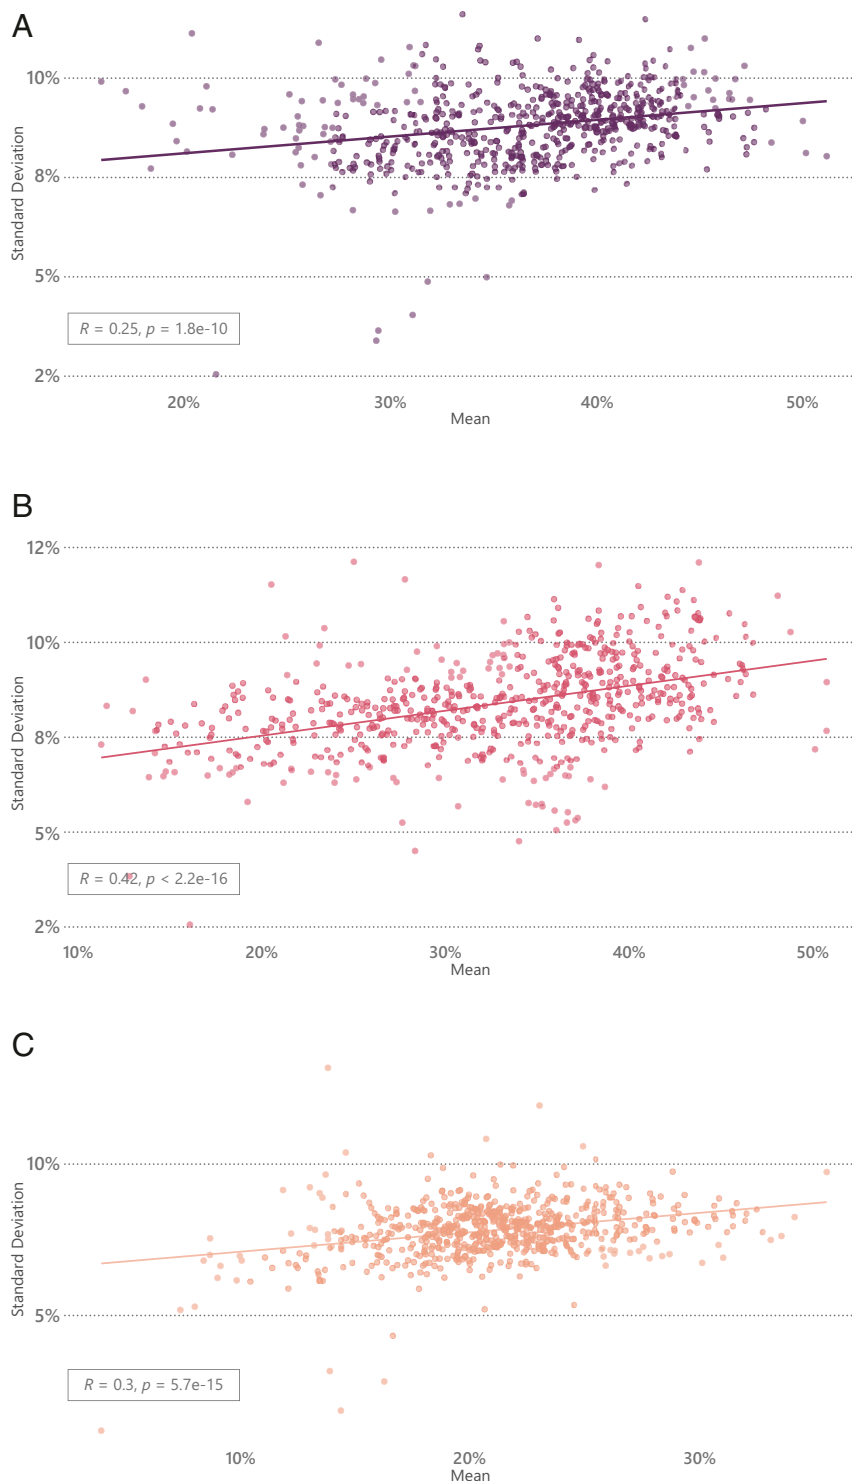 A
10%
8%
5%
2%
Standard Deviation
R = 0.25, p = 1.8e-10
20% 30% 40% 50%
Mean
B
12%
10%
8%
5%
2%
Standard Deviation
R = 0.42, p < 2.2e-16
10% 20% 30% 40% 50%
Mean
C
10%
5%
Standard Deviation
R = 0.3, p = 5.7e-15
10% 20% 30%
Mean